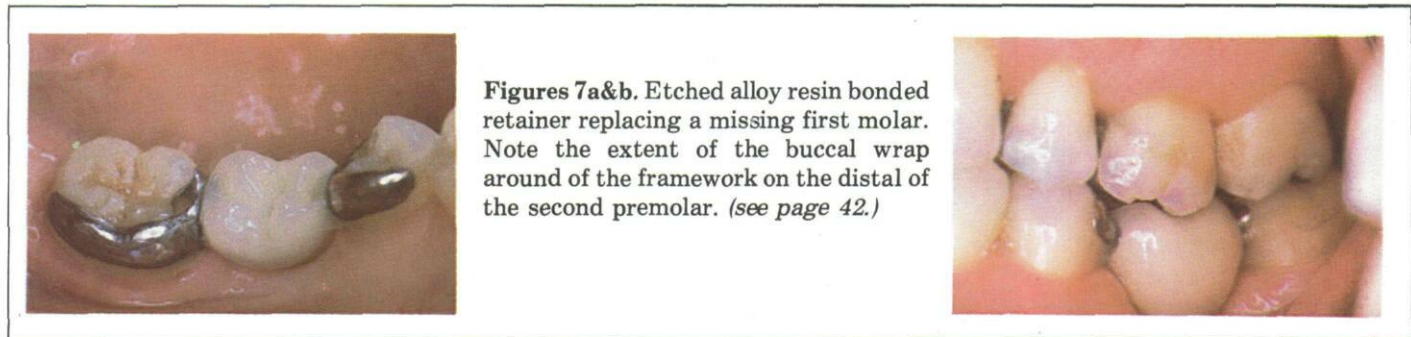 Figures 7a&b. Etched alloy resin bonded
retainer replacing a missing first molar.
Note the extent of the buccal wrap
around of the framework on the distal of
the second premolar. (see page 42.)